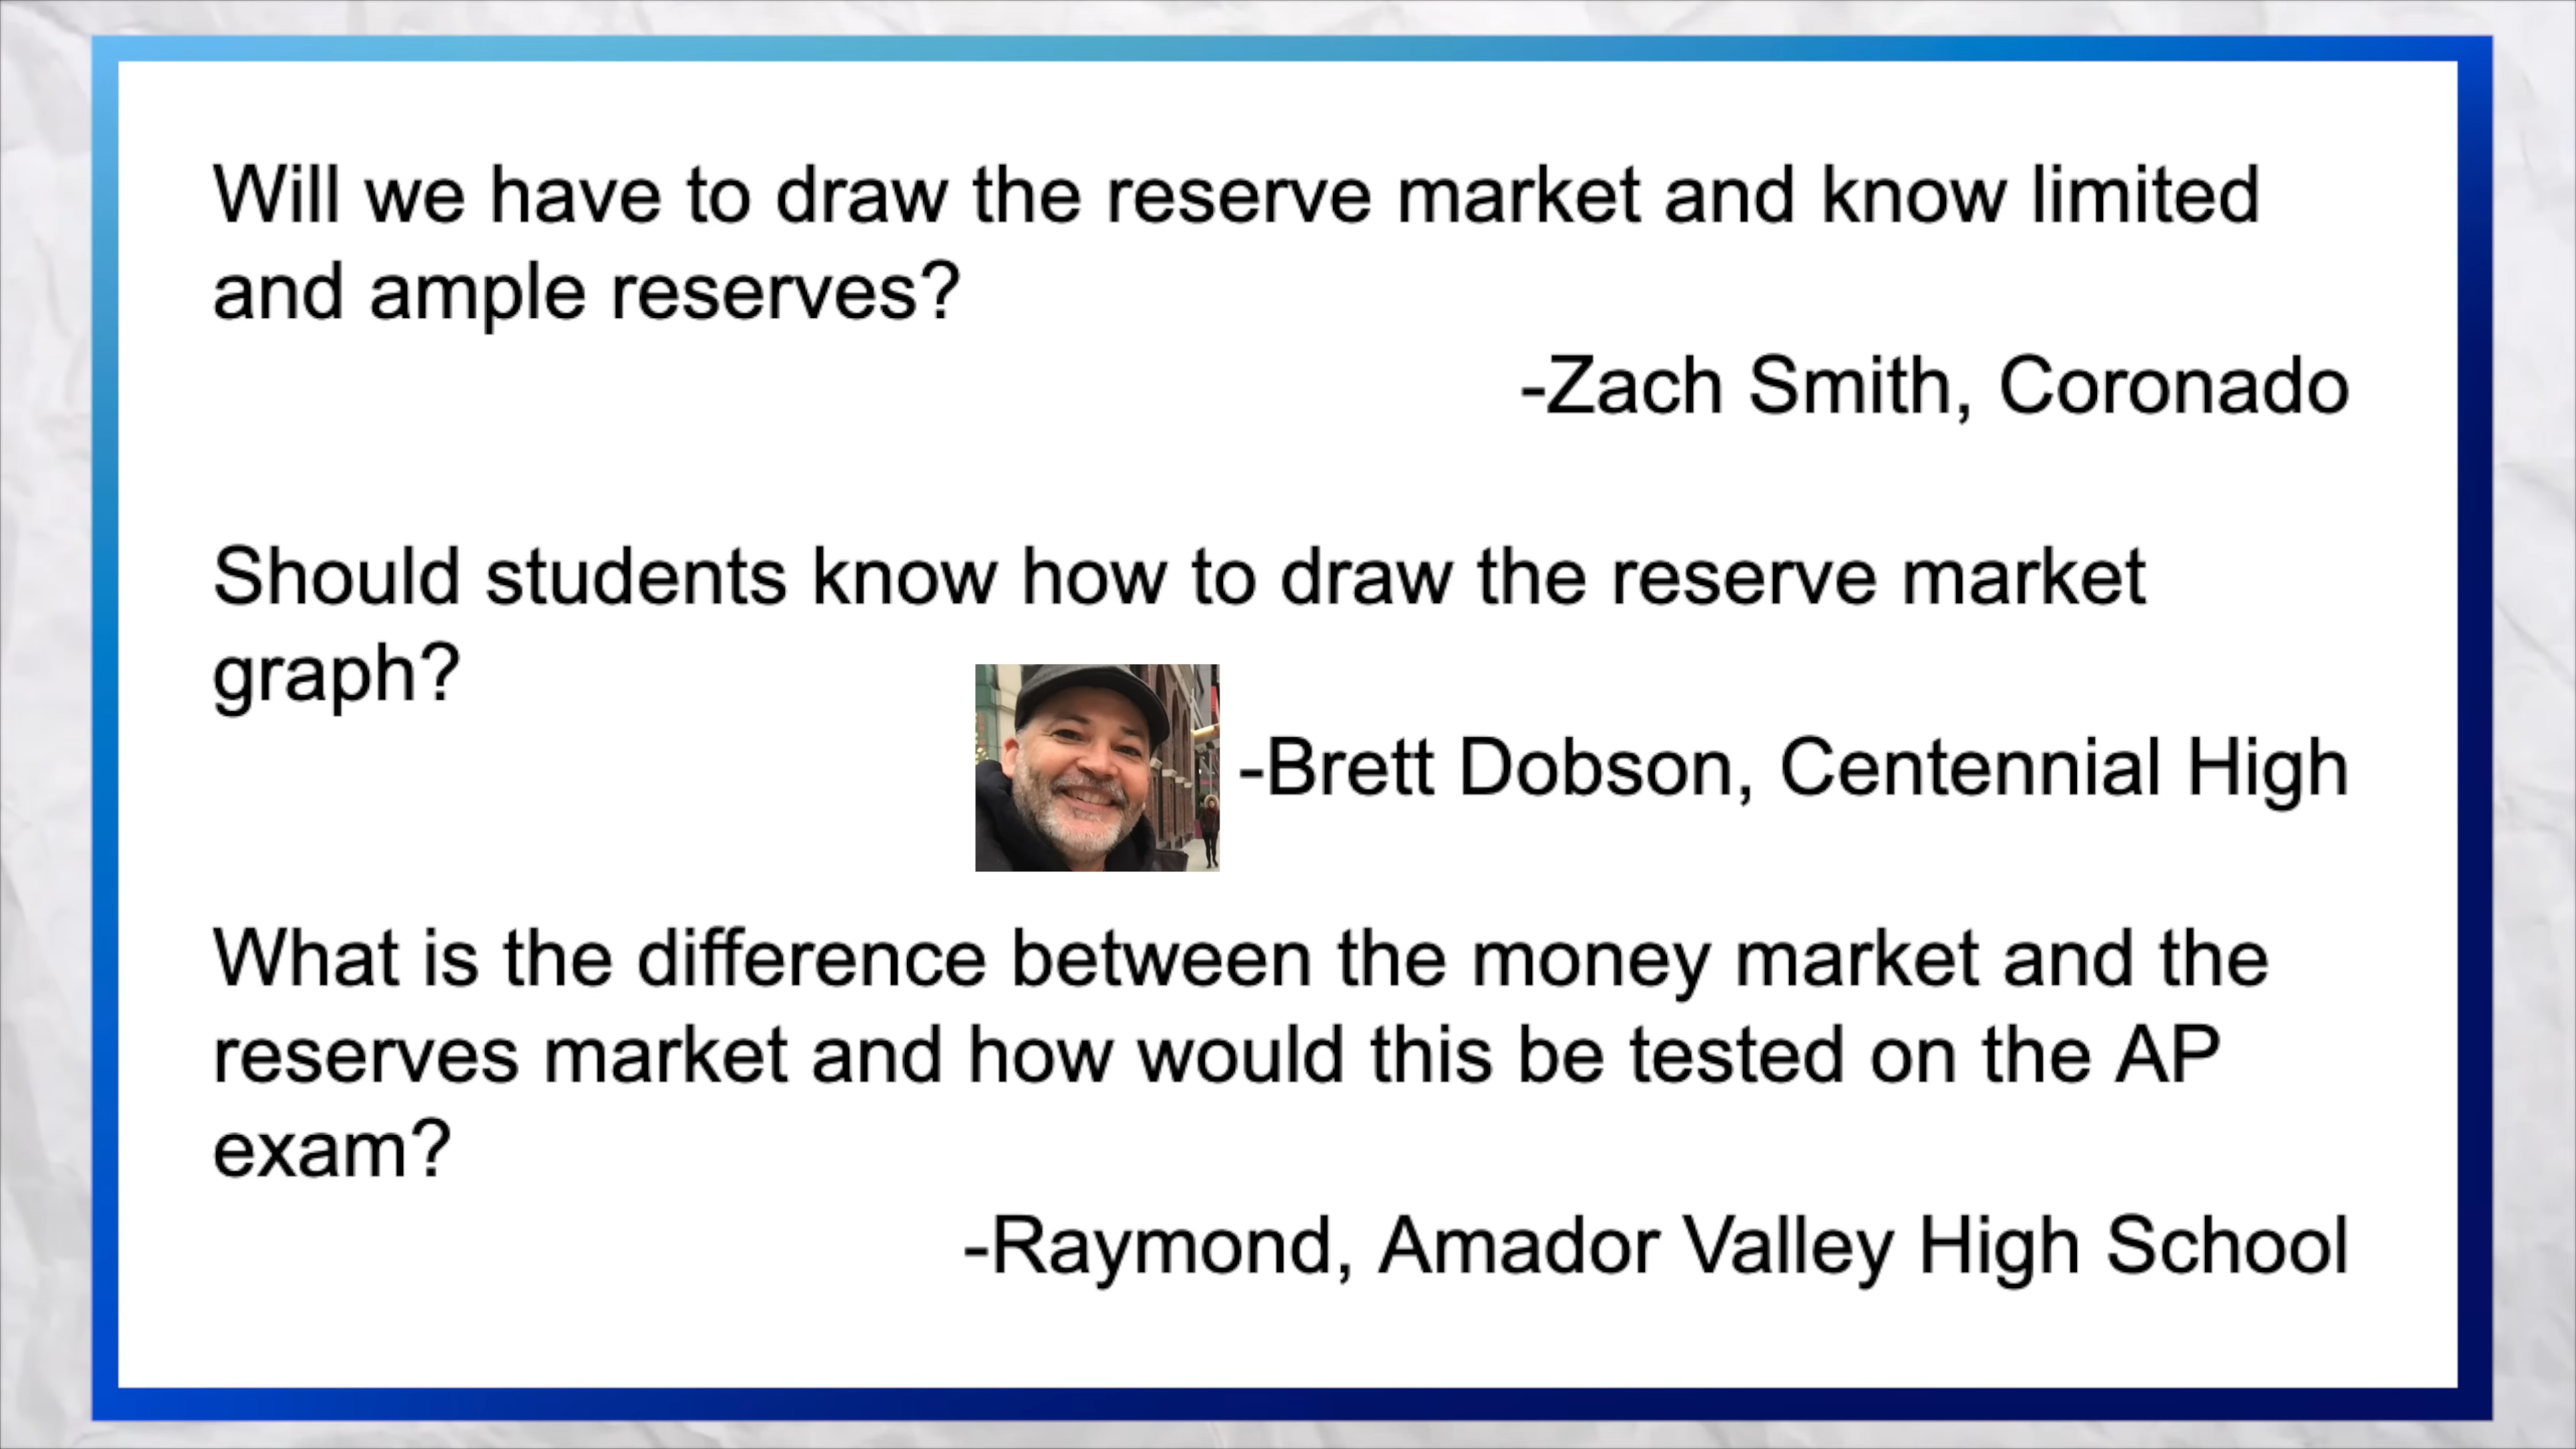 Will we have to draw the reserve market and know limited
and ample reserves?
-Zach Smith, Coronado
Should students know how to draw the reserve market
graph?
-Brett Dobson, Centennial High
What is the difference between the money market and the
reserves market and how would this be tested on the AP
exam?
-Raymond, Amador Valley High School